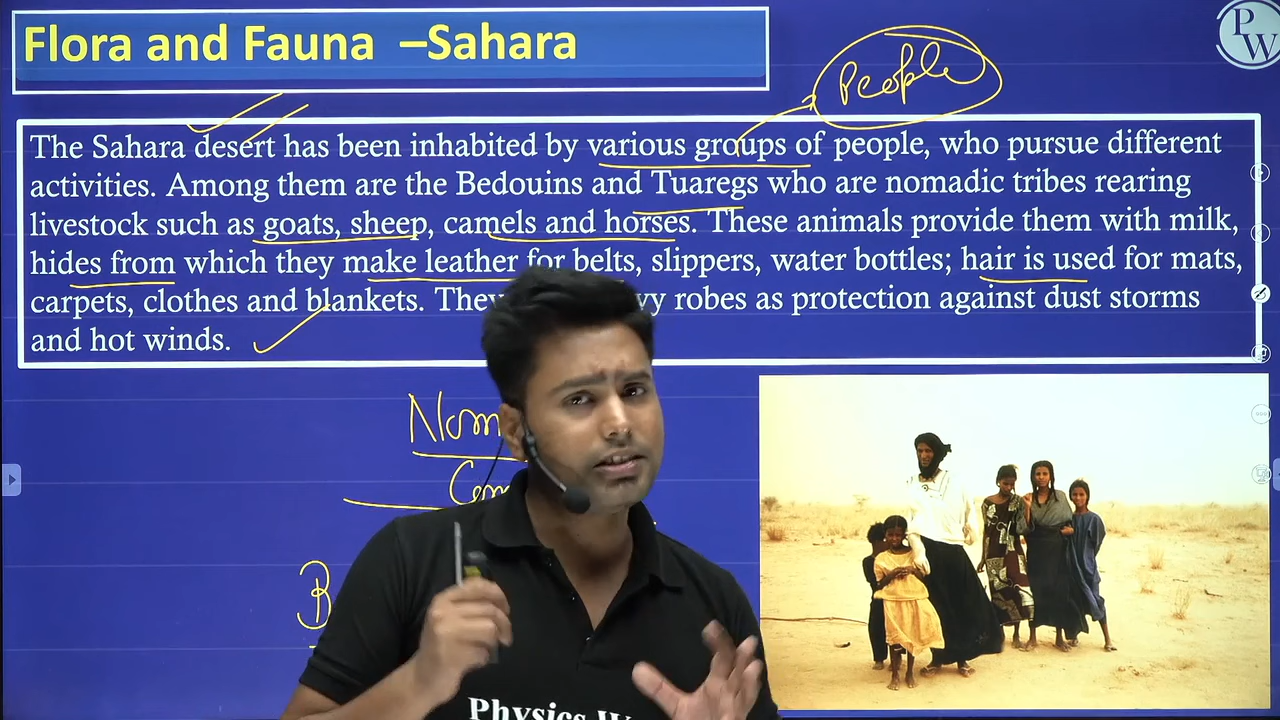 Flora and Fauna –Sahara
PW
People
The Sahara desert has been inhabited by various groups of people, who pursue different
activities. Among them are the Bedouins and Tuaregs who are nomadic tribes rearing
livestock such as goats, sheep, camels and horses. These animals provide them with milk,
hides from which they make leather for belts, slippers, water bottles; hair is used for mats,
carpets, clothes and blankets. They robes as protection against dust storms
and hot winds.
Physics